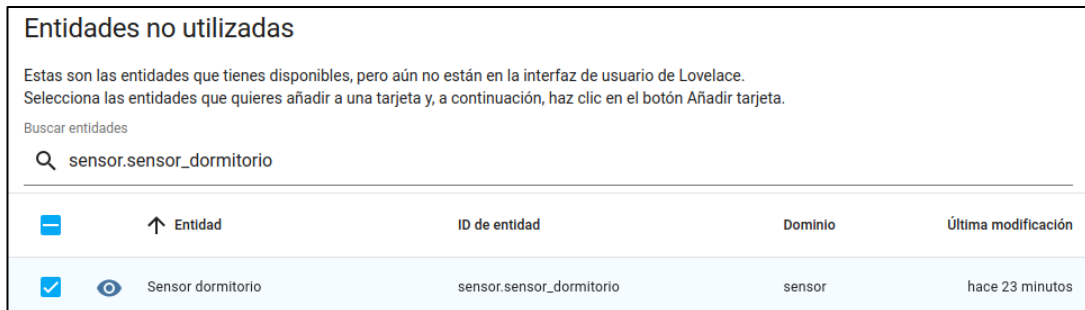 Entidades no utilizadas
Estas son las entidades que tienes disponibles, pero aún no están en la interfaz de usuario de Lovelace.
Selecciona las entidades que quieres añadir a una tarjeta y, a continuación, haz clic en el botón Añadir tarjeta.
Buscar entidades
sensor.sensor_dormitorio
Entidad ID de entidad Dominio Última modificación
Sensor dormitorio sensor.sensor_dormitorio sensor hace 23 minutos